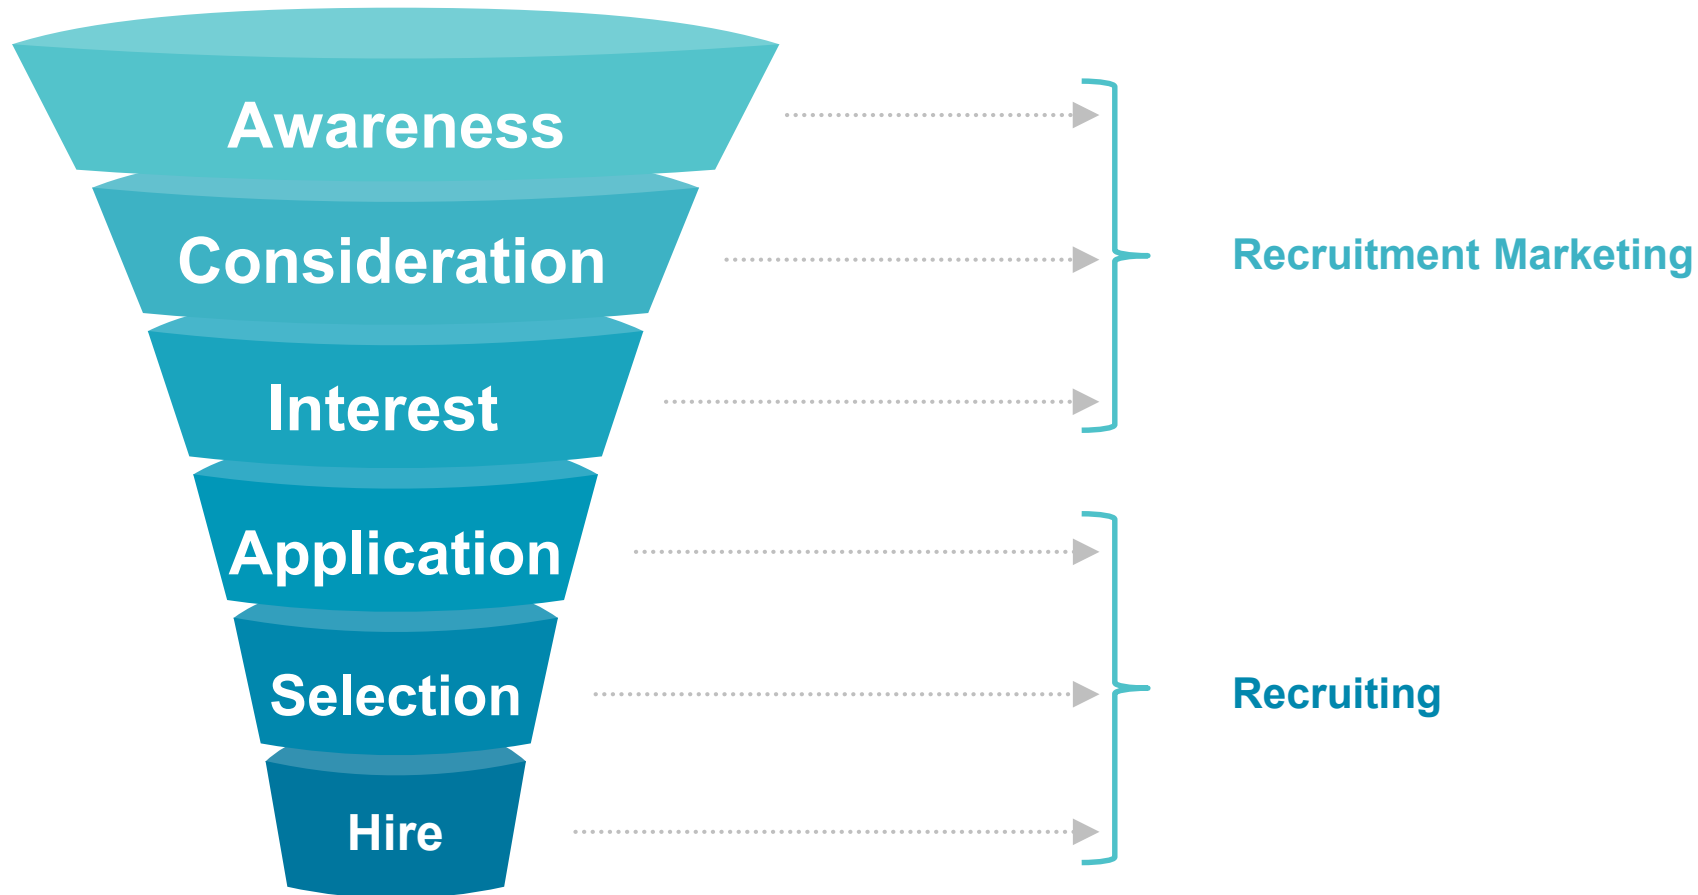 Awareness
Consideration
Recruitment Marketing
Interest
Application
Selection
Recruiting
Hire